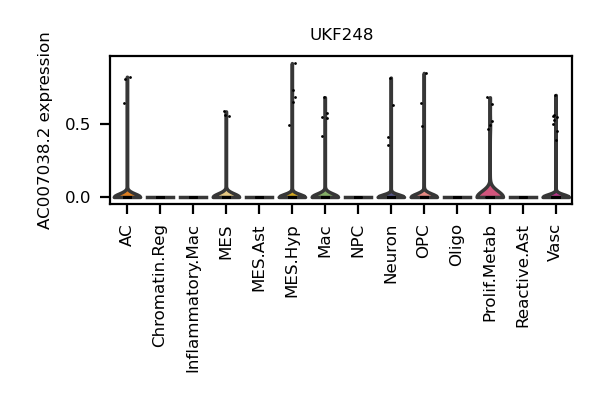 UKF248
AC007038.2 expression
0.5
0.0
AC
Chromatin.Reg
Inflammatory.Mac
MES
MES.Ast
MES.Hyp
Mac
NPC
Neuron
OPC
Oligo
Prolif.Metab
Reactive.Ast
Vasc